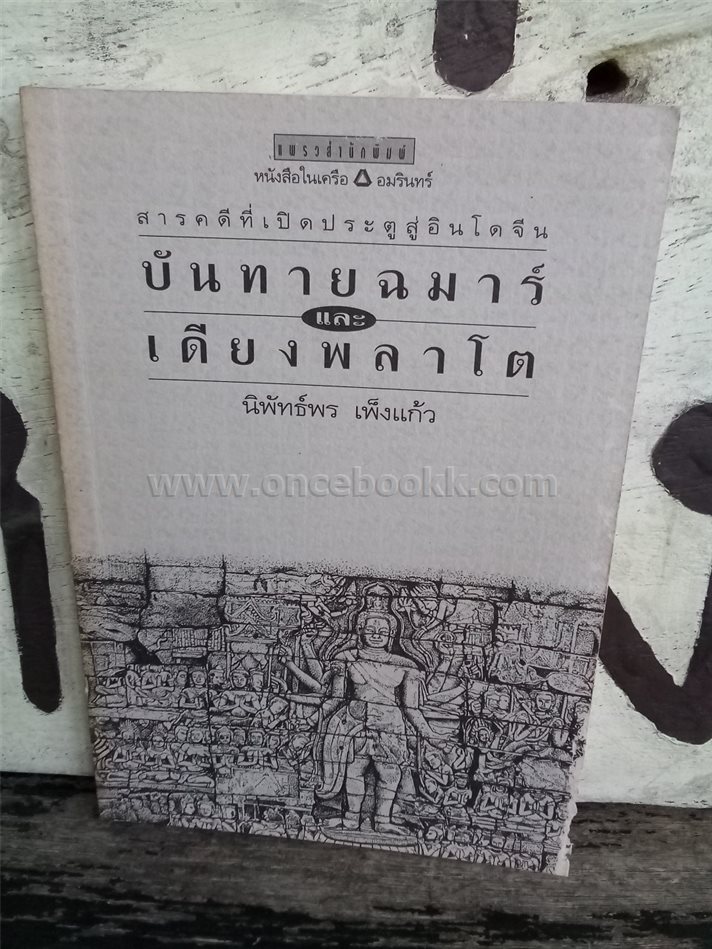 แพรวสำนักพิมพ์
หนังสือในเครือ อมรินทร์
สารคดีที่เปิดประตูสู่อินโดจีน
บันทายฉมาร์
และ
เดียงพลาโต
นิพัทธ์พร เพ็งแก้ว
www.oncebookk.com